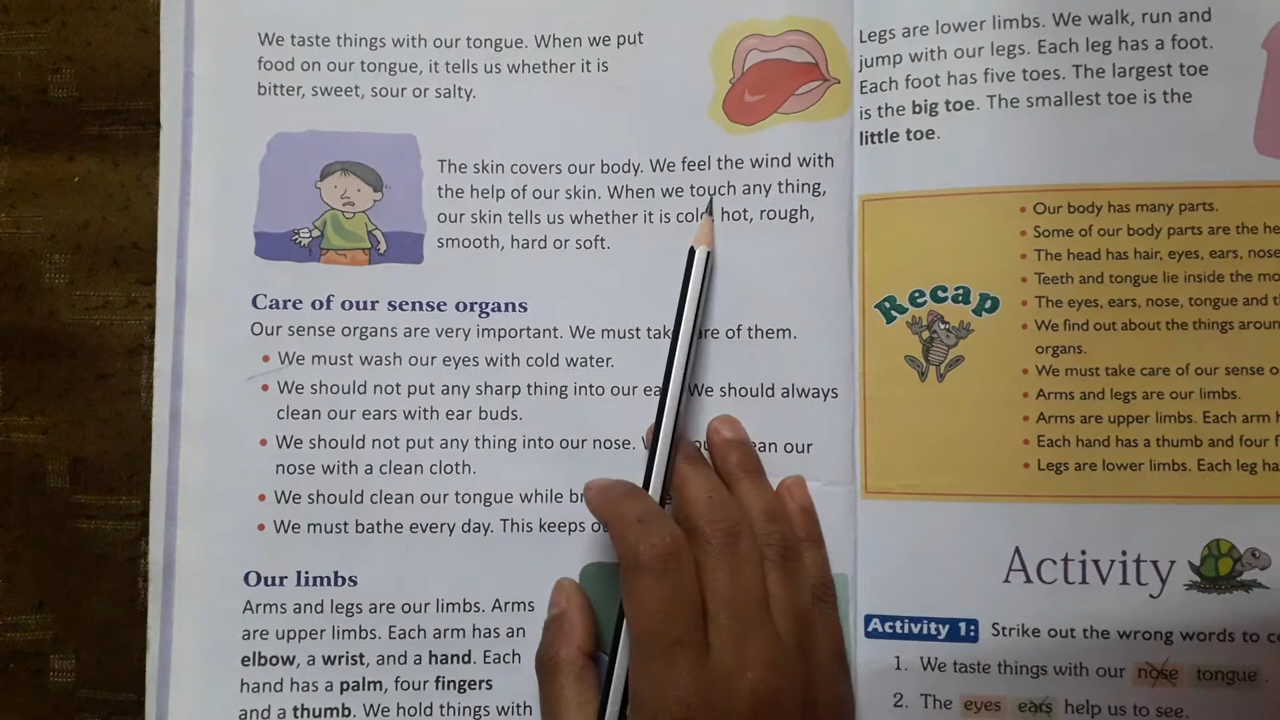 We taste things with our tongue. When we put
food on our tongue, it tells us whether it is
bitter, sweet, sour or salty.
The skin covers our body. We feel the wind with
the help of our skin. When we touch any thing,
our skin tells us whether it is cold, hot, rough,
smooth, hard or soft.
Care of our sense organs
Our sense organs are very important. We must take care of them.
• We must wash our eyes with cold water.
• We should not put any sharp thing into our We should always
clean our ears with ear buds.
• We should not put any thing into our nose. clean our
nose with a clean cloth.
• We should clean our tongue while
• We must bathe every day. This keeps
Our limbs
Arms and legs are our limbs. Arms
are upper limbs. Each arm has an
elbow, a wrist, and a hand. Each
hand has a palm, four fingers
and a thumb. We hold things with
Legs are lower limbs. We walk, run and
jump with our legs. Each leg has a foot.
Each foot has five toes. The largest toe
is the big toe. The smallest toe is the
little toe.
Recap
• Our body has many parts.
• Some of our body parts are the
• The head has hair, eyes, ears, nose
• Teeth and tongue lie inside the
• The eyes, ears, nose, tongue and
• We find out about the things
organs.
• We must take care of our sense
• Arms and legs are our limbs.
• Arms are upper limbs. Each arm
• Each hand has a thumb and four
• Legs are lower limbs. Each leg
Activity
Activity 1: Strike out the wrong words to
1. We taste things with our nose tongue.
2. The eyes ears help us to see.